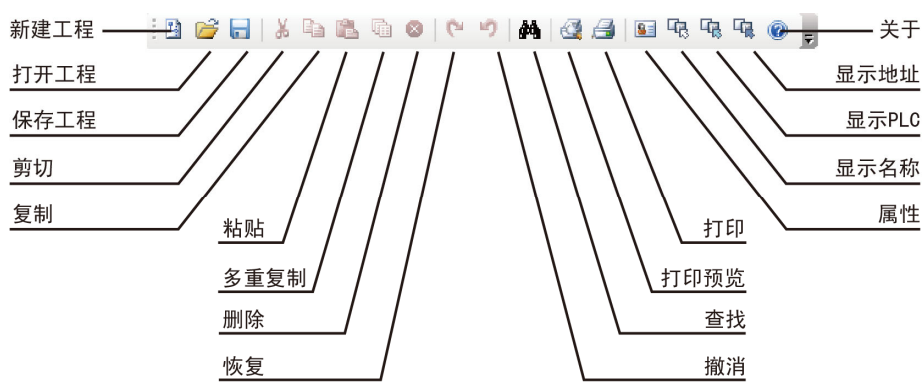 新建工程
关于
打开工程
显示地址
保存工程
显示PLC
剪切
显示名称
复制
属性
粘贴
打印
多重复制
打印预览
删除
查找
恢复
撤消